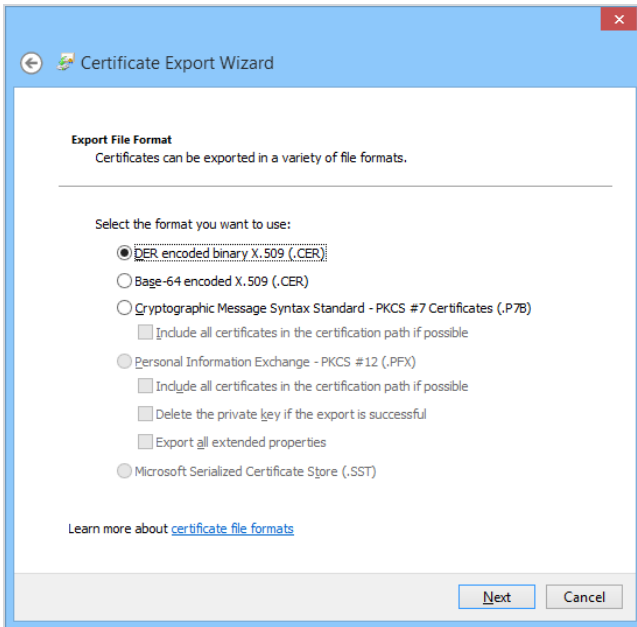 Certificate Export Wizard
Export File Format
Certificates can be exported in a variety of file formats.
Select the format you want to use:
DER encoded binary X.509 (.CER)
Base-64 encoded X.509 (.CER)
Cryptographic Message Syntax Standard - PKCS #7 Certificates (.P7B)
Include all certificates in the certification path if possible
Personal Information Exchange - PKCS #12 (.PFX)
Include all certificates in the certification path if possible
Delete the private key if the export is successful
Export all extended properties
Microsoft Serialized Certificate Store (.SST)
Learn more about certificate file formats
Next Cancel